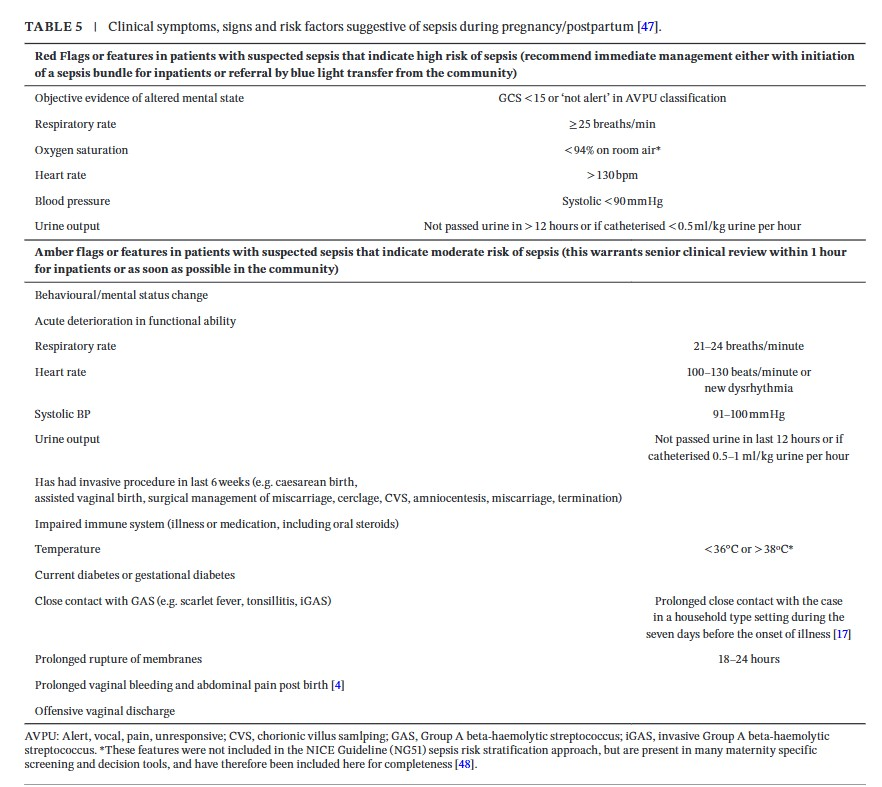 TABLE 5 | Clinical symptoms, signs and risk factors suggestive of sepsis during pregnancy/postpartum [47].
Red Flags or features in patients with suspected sepsis that indicate high risk of sepsis (recommend immediate management either with initiation
of a sepsis bundle for inpatients or referral by blue light transfer from the community)
Objective evidence of altered mental state GCS <15 or ‘not alert’ in AVPU classification
Respiratory rate ≥25 breaths/min
Oxygen saturation <94% on room air*
Heart rate >130 bpm
Blood pressure Systolic <90 mmHg
Urine output Not passed urine in >12 hours or if catheterised <0.5 ml/kg urine per hour
Amber flags or features in patients with suspected sepsis that indicate moderate risk of sepsis (this warrants senior clinical review within 1 hour
for inpatients or as soon as possible in the community)
Behavioural/mental status change
Acute deterioration in functional ability
Respiratory rate 21–24 breaths/minute
Heart rate 100–130 beats/minute or
new dysrhythmia
Systolic BP 91–100 mmHg
Urine output Not passed urine in last 12 hours or if
catheterised 0.5–1 ml/kg urine per hour
Has had invasive procedure in last 6 weeks (e.g. caesarean birth,
assisted vaginal birth, surgical management of miscarriage, cerclage, CVS, amniocentesis, miscarriage, termination)
Impaired immune system (illness or medication, including oral steroids)
Temperature <36°C or >38ᵒC*
Current diabetes or gestational diabetes
Close contact with GAS (e.g. scarlet fever, tonsillitis, iGAS) Prolonged close contact with the case
in a household type setting during the
seven days before the onset of illness [17]
Prolonged rupture of membranes 18–24 hours
Prolonged vaginal bleeding and abdominal pain post birth [4]
Offensive vaginal discharge
AVPU: Alert, vocal, pain, unresponsive; CVS, chorionic villus samlping; GAS, Group A beta-haemolytic streptococcus; iGAS, invasive Group A beta-haemolytic
streptococcus. *These features were not included in the NICE Guideline (NG51) sepsis risk stratification approach, but are present in many maternity specific
screening and decision tools, and have therefore been included here for completeness [48].